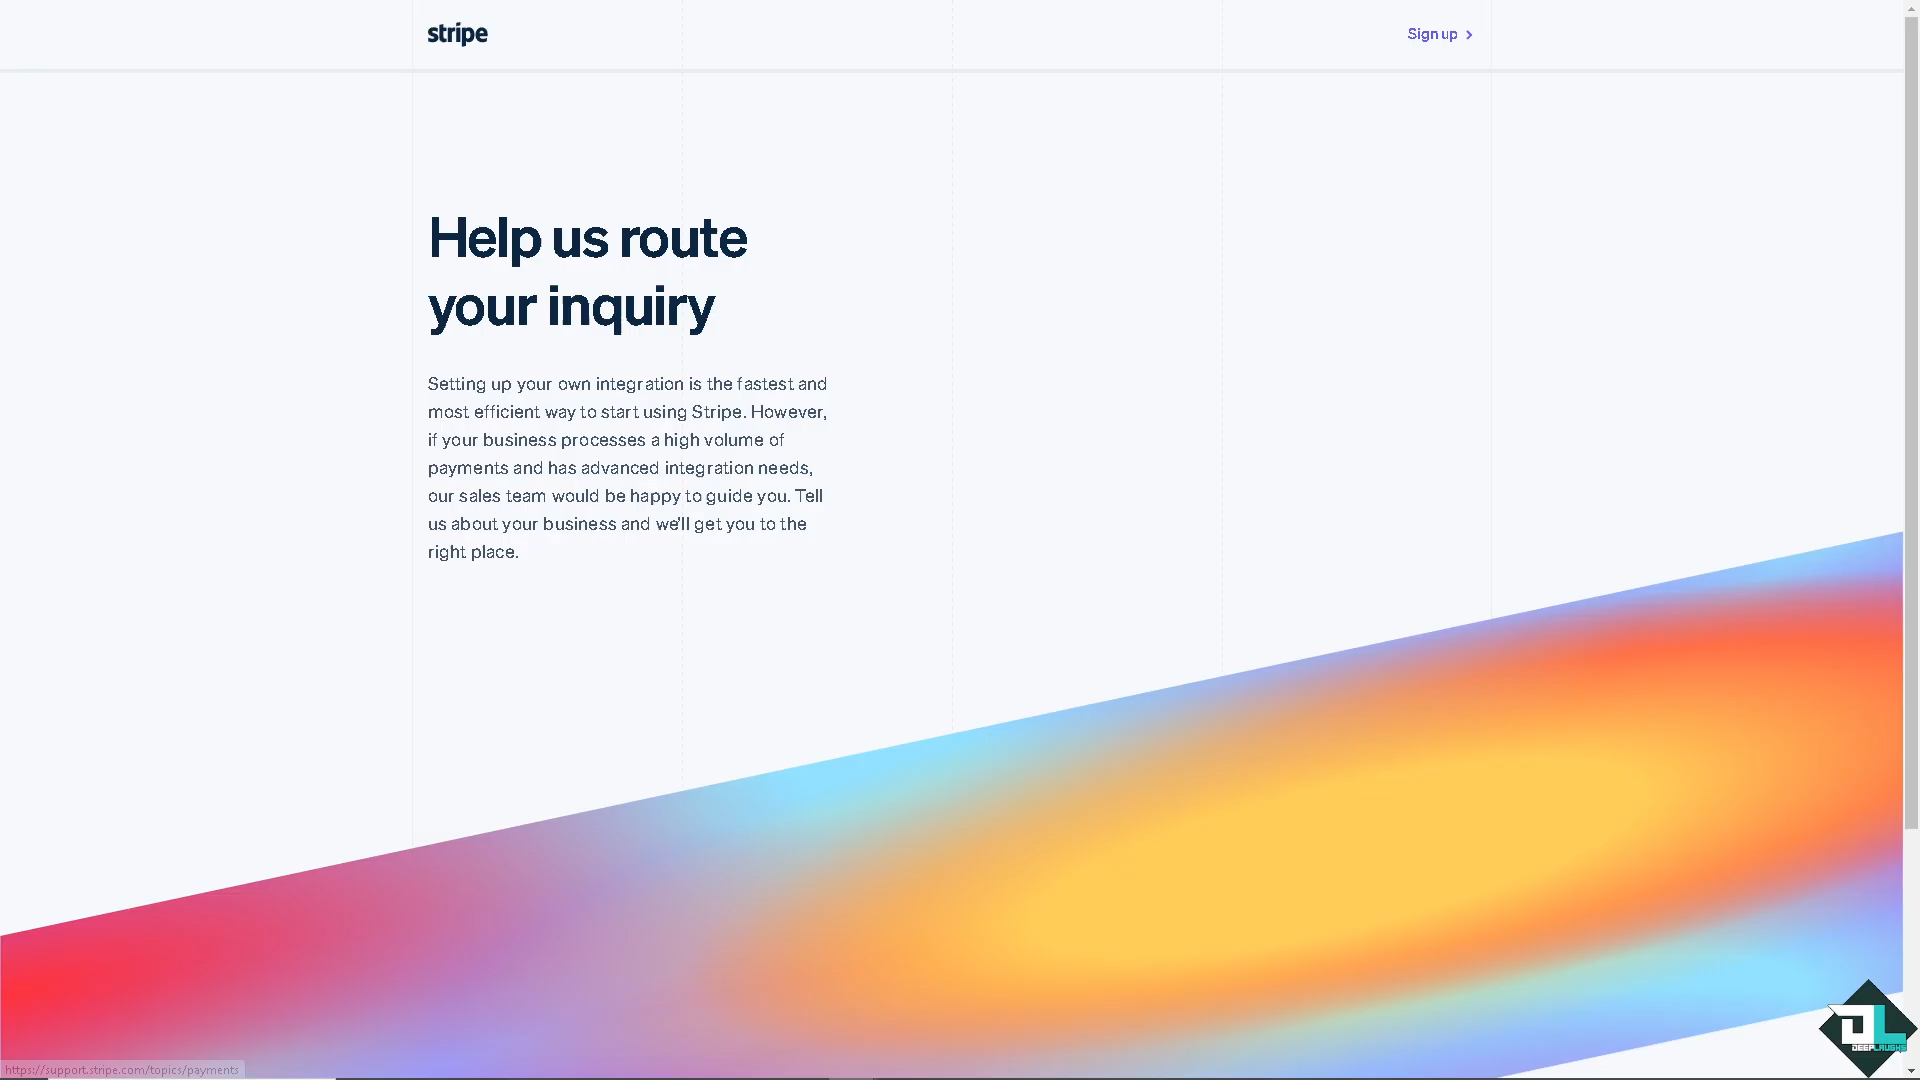 stripe
Sign up
Help us route
your inquiry
Setting up your own integration is the fastest and
most efficient way to start using Stripe. However,
if your business processes a high volume of
payments and has advanced integration needs,
our sales team would be happy to guide you. Tell
us about your business and we'll get you to the
right place.
DEEPLAUGHS
https://support.stripe.com/topics/payments